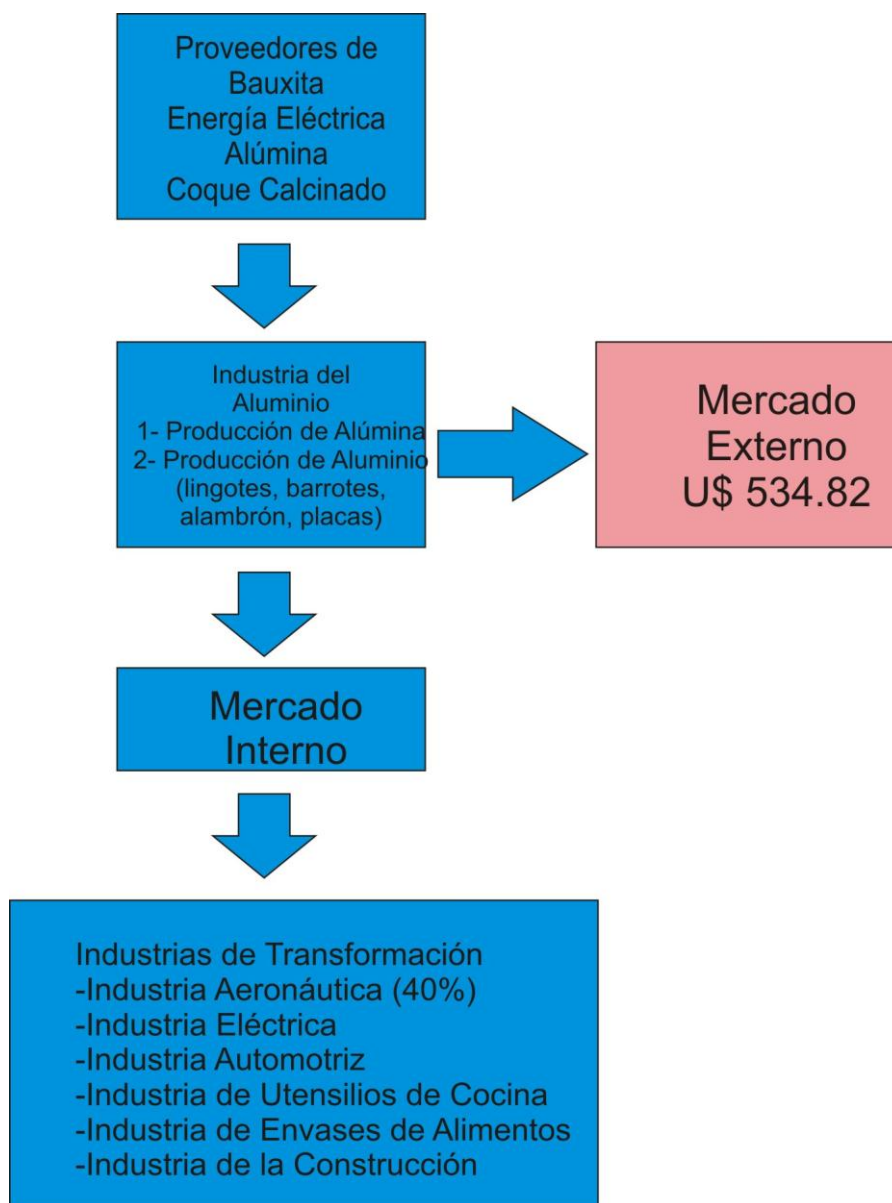 Proveedores de
Bauxita
Energía Eléctrica
Alúmina
Coque Calcinado
Industria del
Aluminio
1- Producción de Alúmina
2- Producción de Aluminio
(lingotes, barrotes,
alambrón, placas)
Mercado
Externo
U$ 534.82
Mercado
Interno
Industrias de Transformación
-Industria Aeronáutica (40%)
-Industria Eléctrica
-Industria Automotriz
-Industria de Utensilios de Cocina
-Industria de Envases de Alimentos
-Industria de la Construcción